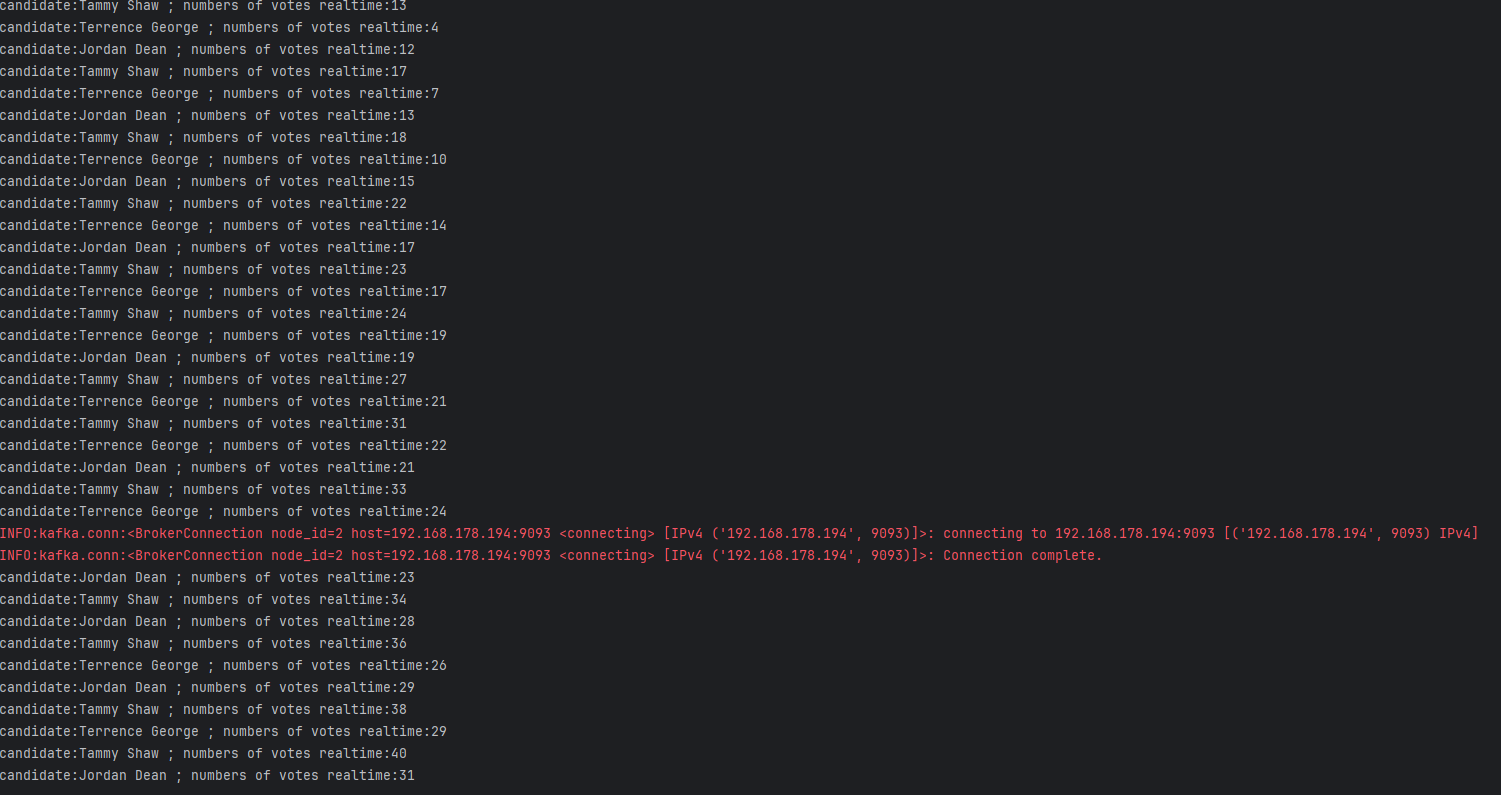 candidate:Tammy Shaw ; numbers of votes realtime:13
candidate:Terrence George ; numbers of votes realtime:4
candidate:Jordan Dean ; numbers of votes realtime:12
candidate:Tammy Shaw ; numbers of votes realtime:17
candidate:Terrence George ; numbers of votes realtime:7
candidate:Jordan Dean ; numbers of votes realtime:13
candidate:Tammy Shaw ; numbers of votes realtime:18
candidate:Terrence George ; numbers of votes realtime:10
candidate:Jordan Dean ; numbers of votes realtime:15
candidate:Tammy Shaw ; numbers of votes realtime:22
candidate:Terrence George ; numbers of votes realtime:14
candidate:Jordan Dean ; numbers of votes realtime:17
candidate:Tammy Shaw ; numbers of votes realtime:23
candidate:Terrence George ; numbers of votes realtime:17
candidate:Tammy Shaw ; numbers of votes realtime:24
candidate:Terrence George ; numbers of votes realtime:19
candidate:Jordan Dean ; numbers of votes realtime:19
candidate:Tammy Shaw ; numbers of votes realtime:27
candidate:Terrence George ; numbers of votes realtime:21
candidate:Tammy Shaw ; numbers of votes realtime:31
candidate:Terrence George ; numbers of votes realtime:22
candidate:Jordan Dean ; numbers of votes realtime:21
candidate:Tammy Shaw ; numbers of votes realtime:33
candidate:Terrence George ; numbers of votes realtime:24
INFO:kafka.conn:<BrokerConnection node_id=2 host=192.168.178.194:9093 <connecting> [IPv4 ('192.168.178.194', 9093)]>: connecting to 192.168.178.194:9093 [('192.168.178.194', 9093) IPv4]
INFO:kafka.conn:<BrokerConnection node_id=2 host=192.168.178.194:9093 <connecting> [IPv4 ('192.168.178.194', 9093)]>: Connection complete.
candidate:Jordan Dean ; numbers of votes realtime:23
candidate:Tammy Shaw ; numbers of votes realtime:34
candidate:Jordan Dean ; numbers of votes realtime:28
candidate:Tammy Shaw ; numbers of votes realtime:36
candidate:Terrence George ; numbers of votes realtime:26
candidate:Jordan Dean ; numbers of votes realtime:29
candidate:Tammy Shaw ; numbers of votes realtime:38
candidate:Terrence George ; numbers of votes realtime:29
candidate:Tammy Shaw ; numbers of votes realtime:40
candidate:Jordan Dean ; numbers of votes realtime:31